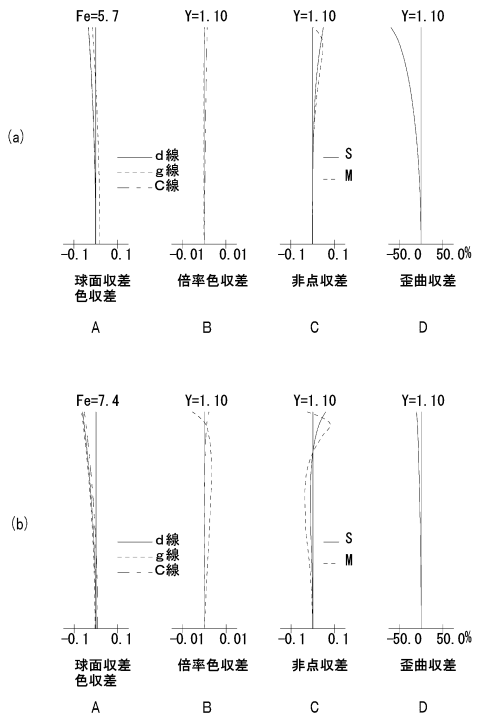 Fe=5.7 Y=1.10 Y=1.10 Y=1.10
(a)
d線
g線
C線
S
M
-0.1 0.1 -0.01 0.01 -0.1 0.1 -50.0 50.0%
球面収差 倍率色収差 非点収差 歪曲収差
色収差
A B C D
Fe=7.4 Y=1.10 Y=1.10 Y=1.10
(b)
d線
g線
C線
S
M
-0.1 0.1 -0.01 0.01 -0.1 0.1 -50.0 50.0%
球面収差 倍率色収差 非点収差 歪曲収差
色収差
A B C D